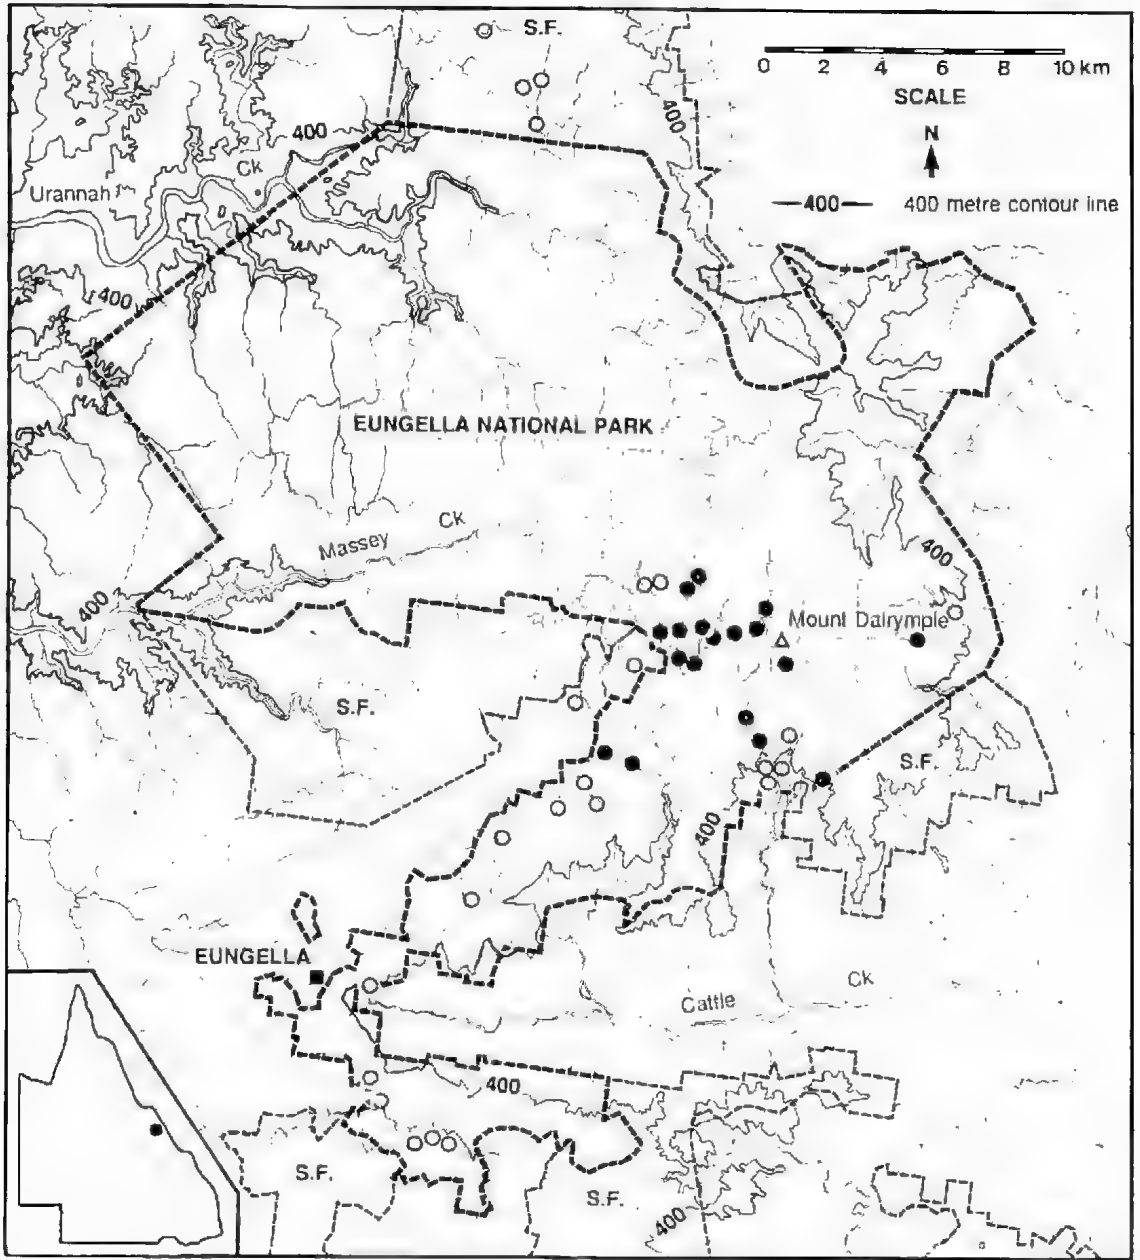 S.F.
0 2 4 6 8 10 km
SCALE
N
400
400
—400— 400 metre contour line
Ck
Urannah
400
EUNGELLA NATIONAL PARK
Ck
Massey
400
400
Mount Dalrymple
S.F.
S.F.
400
EUNGELLA
Ck
Cattle
400
S.F.
S.F.
400